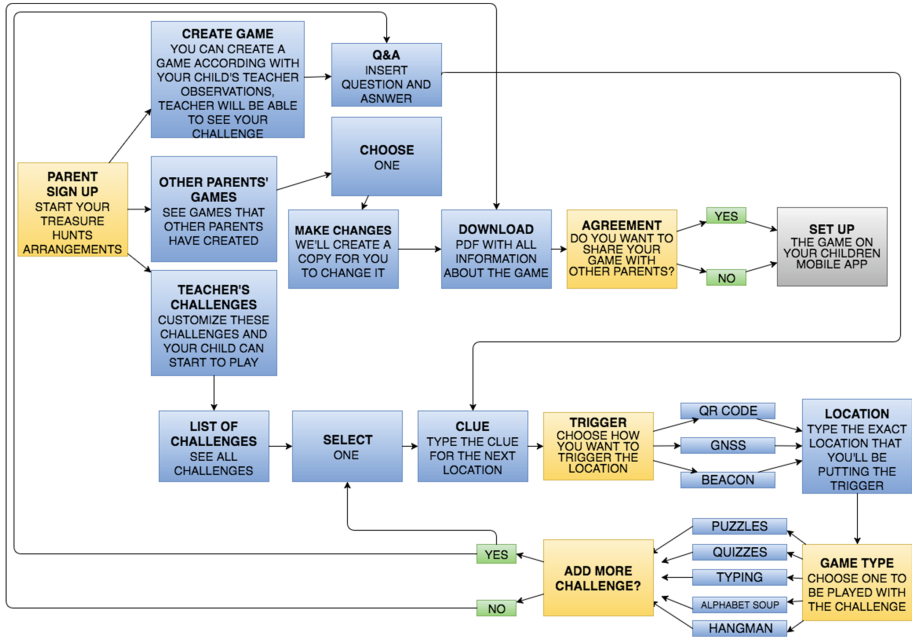 CREATE GAME
YOU CAN CREATE A
GAME ACCORDING WITH
YOUR CHILD'S TEACHER
OBSERVATIONS,
TEACHER WILL BE ABLE
TO SEE YOUR
CHALLENGE
Q&A
INSERT
QUESTION AND
ASNWER
PARENT
SIGN UP
START YOUR
TREASURE
HUNTS
ARRANGEMENTS
OTHER PARENTS'
GAMES
SEE GAMES THAT
OTHER PARENTS
HAVE CREATED
CHOOSE
ONE
MAKE CHANGES
WE'LL CREATE A
COPY FOR YOU
TO CHANGE IT
DOWNLOAD
PDF WITH ALL
INFORMATION
ABOUT THE GAME
AGREEMENT
DO YOU WANT TO
SHARE YOUR
GAME WITH
OTHER PARENTS?
YES
NO
SET UP
THE GAME ON
YOUR CHILDREN
MOBILE APP
TEACHER'S
CHALLENGES
CUSTOMIZE THESE
CHALLENGES AND
YOUR CHILD CAN
START TO PLAY
LIST OF
CHALLENGES
SEE ALL
CHALLENGES
SELECT
ONE
CLUE
TYPE THE CLUE
FOR THE NEXT
LOCATION
TRIGGER
CHOOSE HOW
YOU WANT TO
TRIGGER THE
LOCATION
QR CODE
GNSS
BEACON
LOCATION
TYPE THE EXACT
LOCATION THAT
YOU'LL BE
PUTTING THE
TRIGGER
GAME TYPE
CHOOSE ONE TO
BE PLAYED WITH
THE CHALLENGE
PUZZLES
QUIZZES
TYPING
ALPHABET SOUP
HANGMAN
ADD MORE
CHALLENGE?
YES
NO